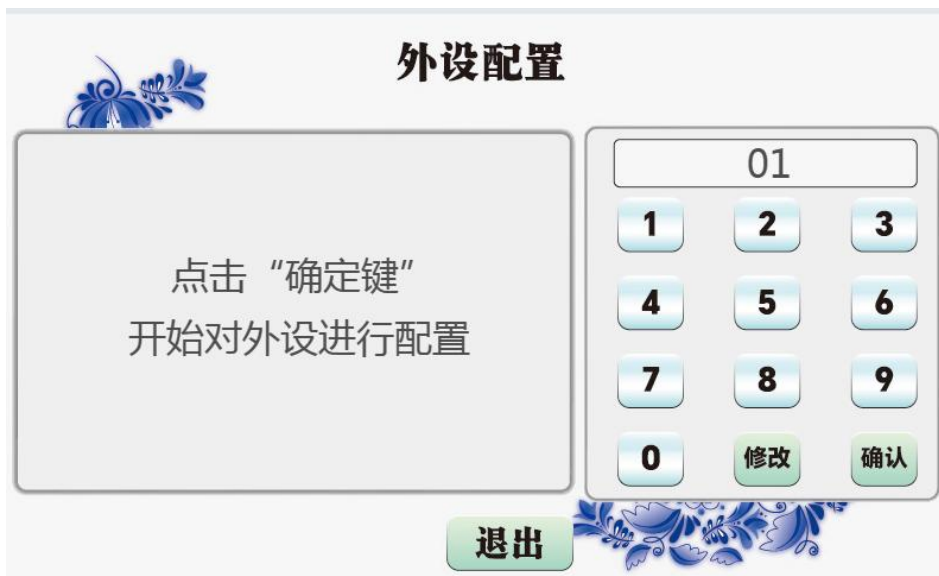 外设配置
点击“确定键”
开始对外设进行配置
01
1 2 3
4 5 6
7 8 9
0 修改 确认
退出